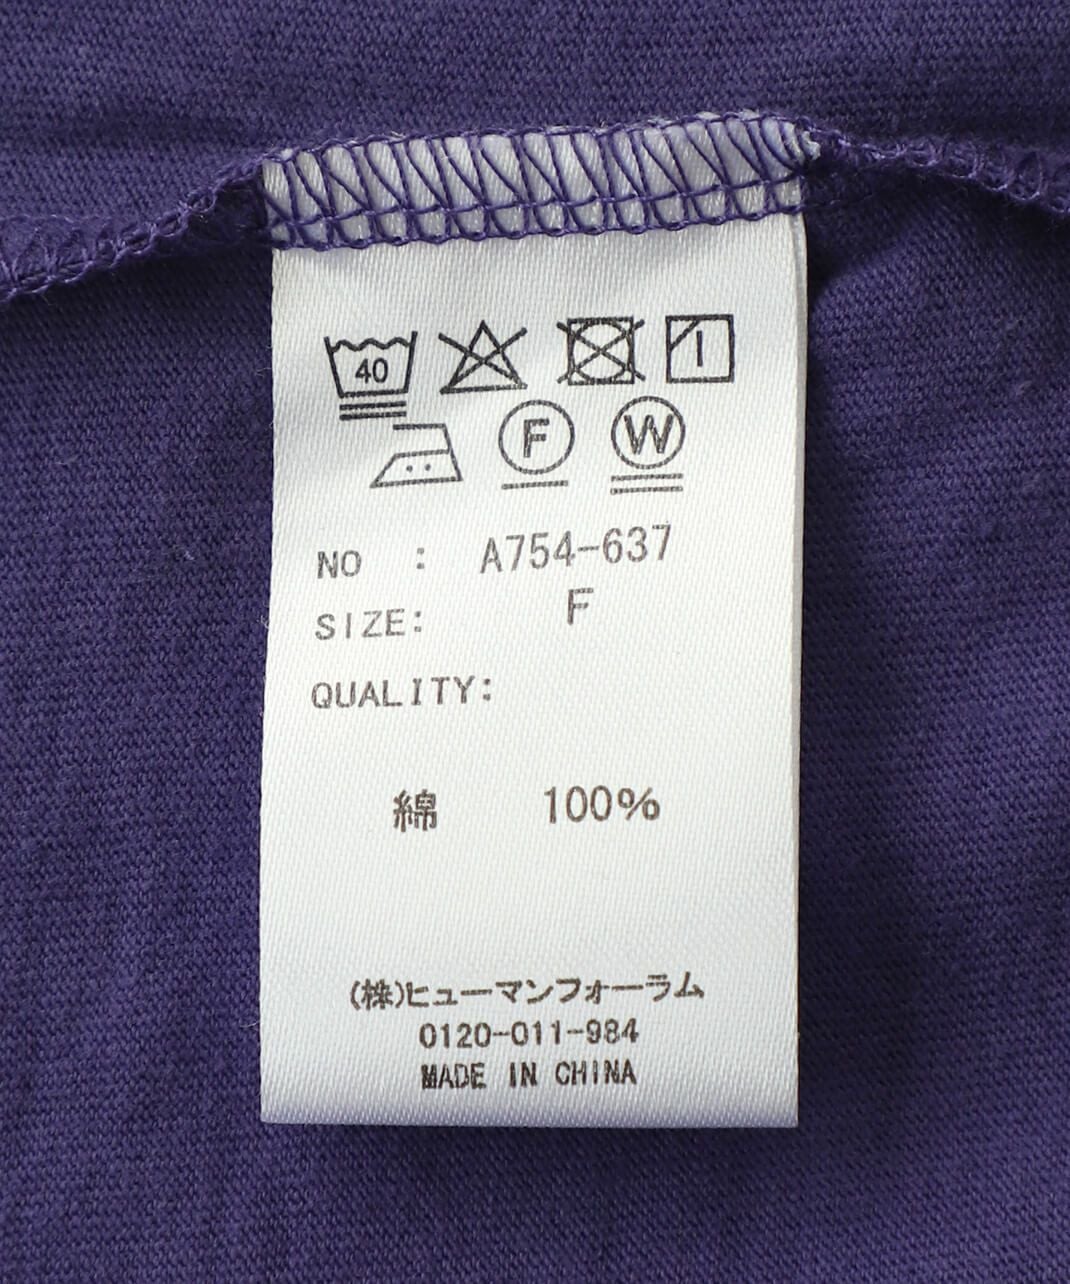 40
F W
NO : A754-637
SIZE: F
QUALITY:
綿 100%
(株)ヒューマンフォーラム
0120-011-984
MADE IN CHINA